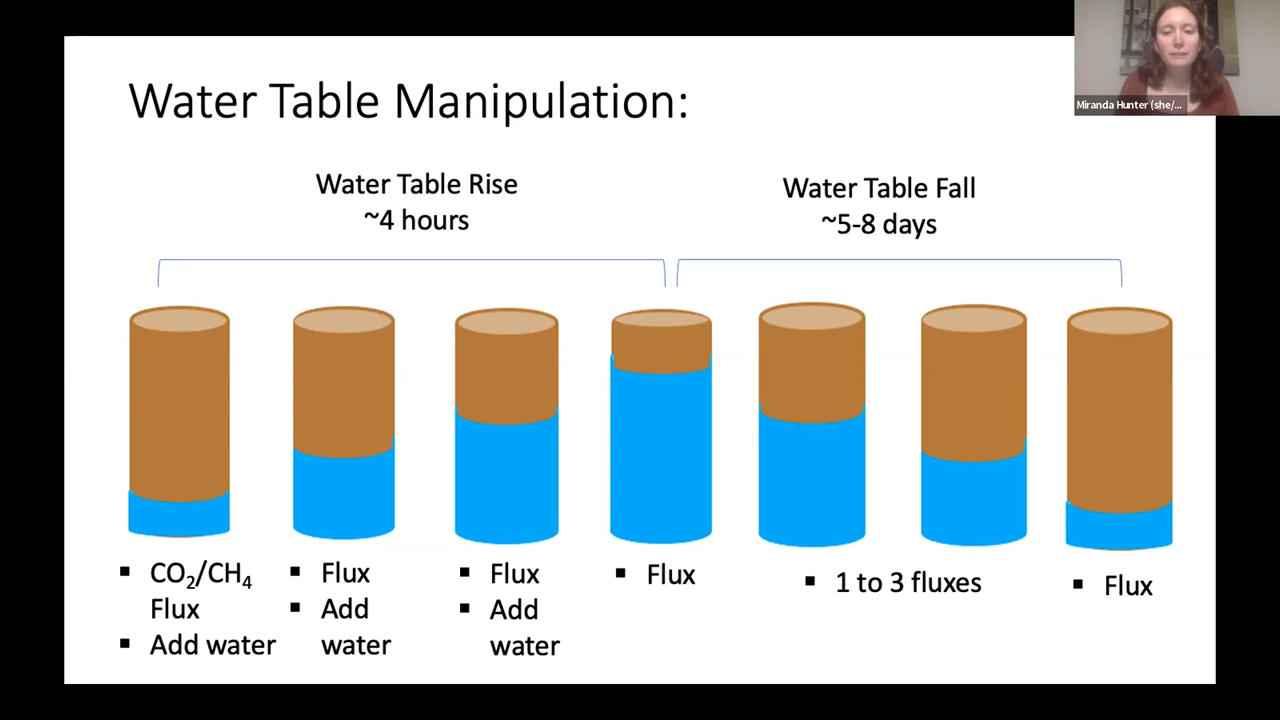 Miranda Hunter (she/...
Water Table Manipulation:
Water Table Rise
~4 hours
Water Table Fall
~5-8 days
▪ CO₂/CH₄
Flux
▪ Add water
▪ Flux
▪ Add
water
▪ Flux
▪ Add
water
▪ Flux
▪ 1 to 3 fluxes
▪ Flux